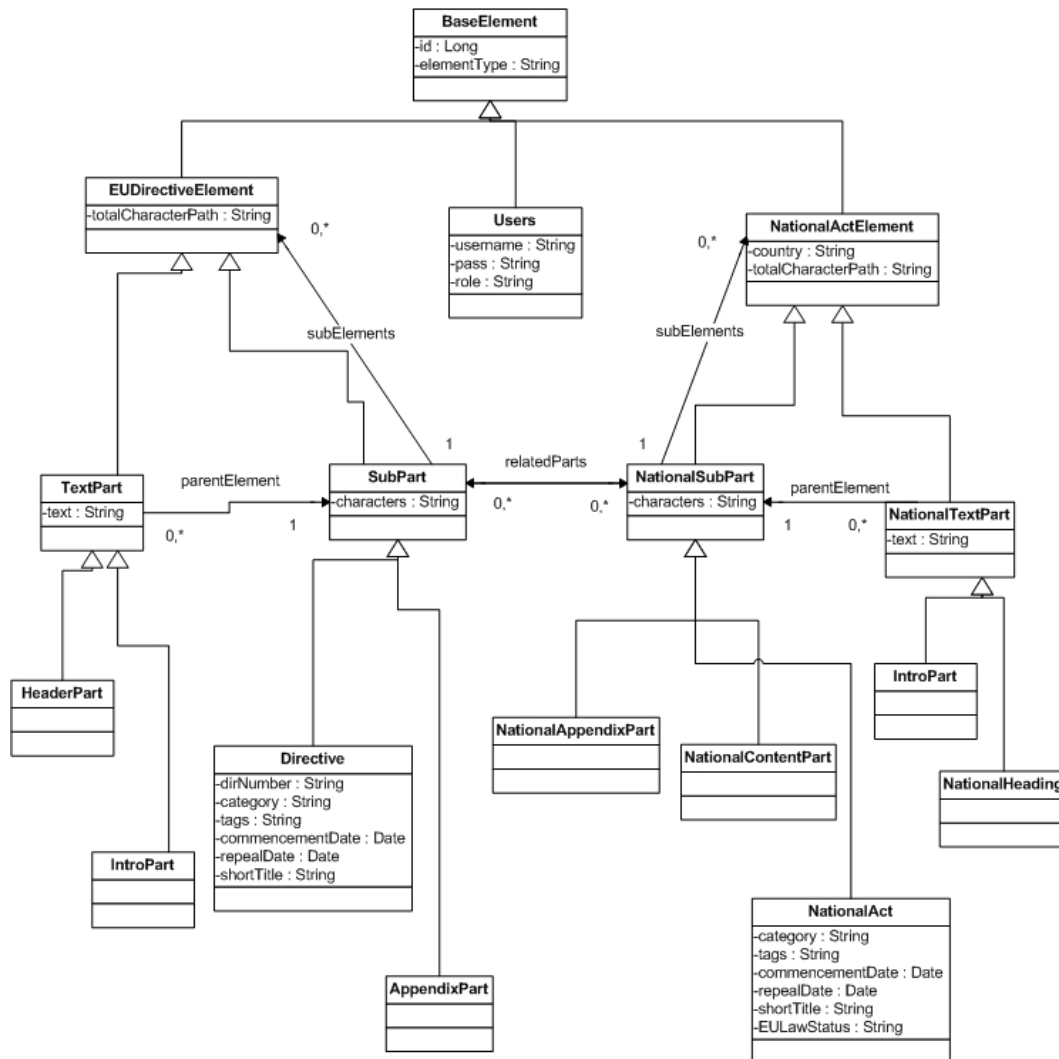 BaseElement
-id : Long
-elementType : String
EUDirectiveElement
-totalCharacterPath : String
Users
-username : String
-pass : String
-role : String
NationalActElement
-country : String
-totalCharacterPath : String
0,*
0,*
subElements
subElements
1
1
TextPart
-text : String
parentElement
0,*
1
SubPart
-characters : String
relatedParts
0,*
0,*
NationalSubPart
-characters : String
parentElement
1
0,*
NationalTextPart
-text : String
HeaderPart
IntroPart
NationalAppendixPart
NationalContentPart
NationalHeading
Directive
-dirNumber : String
-category : String
-tags : String
-commencementDate : Date
-repealDate : Date
-shortTitle : String
IntroPart
NationalAct
-category : String
-tags : String
-commencementDate : Date
-repealDate : Date
-shortTitle : String
-EULawStatus : String
AppendixPart